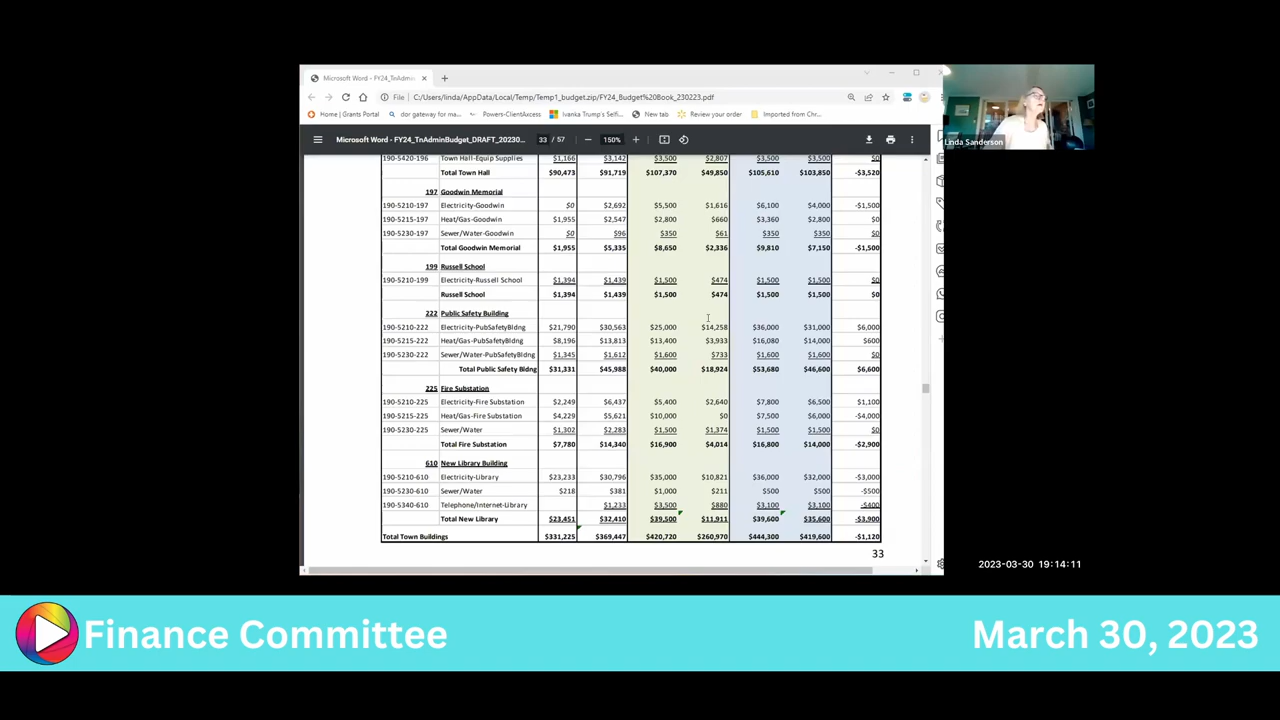 Microsoft Word - FY24_TnAdmin
File C:/Users/linda/AppData/Local/Temp/Temp1_budget.zip/FY24_Budget%20Book_230223.pdf
Home | Grants Portal dor gateway for mag... Powers-ClientAxcess Ivanka Trump's Selfi... New tab Review your order Imported from Chr...
Microsoft Word - FY24_TnAdminBudget_DRAFT_20230... 33 / 57 150%
Linda Sanderson
190-5420-196 Town Hall-Equip Supplies $1,166 $3,142 $3,500 $2,807 $3,500 $3,500 $0
Total Town Hall $90,473 $91,719 $107,370 $49,850 $105,610 $103,850 -$3,520
197 Goodwin Memorial
190-5210-197 Electricity-Goodwin $0 $2,692 $5,500 $1,616 $6,100 $4,000 -$1,500
190-5215-197 Heat/Gas-Goodwin $1,955 $2,547 $2,800 $660 $3,360 $2,800 $0
190-5230-197 Sewer/Water-Goodwin $0 $96 $350 $61 $350 $350 $0
Total Goodwin Memorial $1,955 $5,335 $8,650 $2,336 $9,810 $7,150 -$1,500
199 Russell School
190-5210-199 Electricity-Russell School $1,394 $1,439 $1,500 $474 $1,500 $1,500 $0
Russell School $1,394 $1,439 $1,500 $474 $1,500 $1,500 $0
222 Public Safety Building
190-5210-222 Electricity-PubSafetyBldng $21,790 $30,563 $25,000 $14,258 $36,000 $31,000 $6,000
190-5215-222 Heat/Gas-PubSafetyBldng $8,196 $13,813 $13,400 $3,933 $16,080 $14,000 $600
190-5230-222 Sewer/Water-PubSafetyBldng $1,345 $1,612 $1,600 $733 $1,600 $1,600 $0
Total Public Safety Bldng $31,331 $45,988 $40,000 $18,924 $53,680 $46,600 $6,600
225 Fire Substation
190-5210-225 Electricity-Fire Substation $2,249 $6,437 $5,400 $2,640 $7,800 $6,500 $1,100
190-5215-225 Heat/Gas-Fire Substation $4,229 $5,621 $10,000 $0 $7,500 $6,000 -$4,000
190-5230-225 Sewer/Water $1,302 $2,283 $1,500 $1,374 $1,500 $1,500 $0
Total Fire Substation $7,780 $14,340 $16,900 $4,014 $16,800 $14,000 -$2,900
610 New Library Building
190-5210-610 Electricity-Library $23,233 $30,796 $35,000 $10,821 $36,000 $32,000 -$3,000
190-5230-610 Sewer/Water $218 $381 $1,000 $211 $500 $500 -$500
190-5340-610 Telephone/Internet-Library $1,233 $3,500 $880 $3,100 $3,100 -$400
Total New Library $23,451 $32,410 $39,500 $11,911 $39,600 $35,600 -$3,900
Total Town Buildings $331,225 $369,447 $420,720 $260,970 $444,300 $419,600 -$1,120
33
2023-03-30 19:14:11
Finance Committee
March 30, 2023